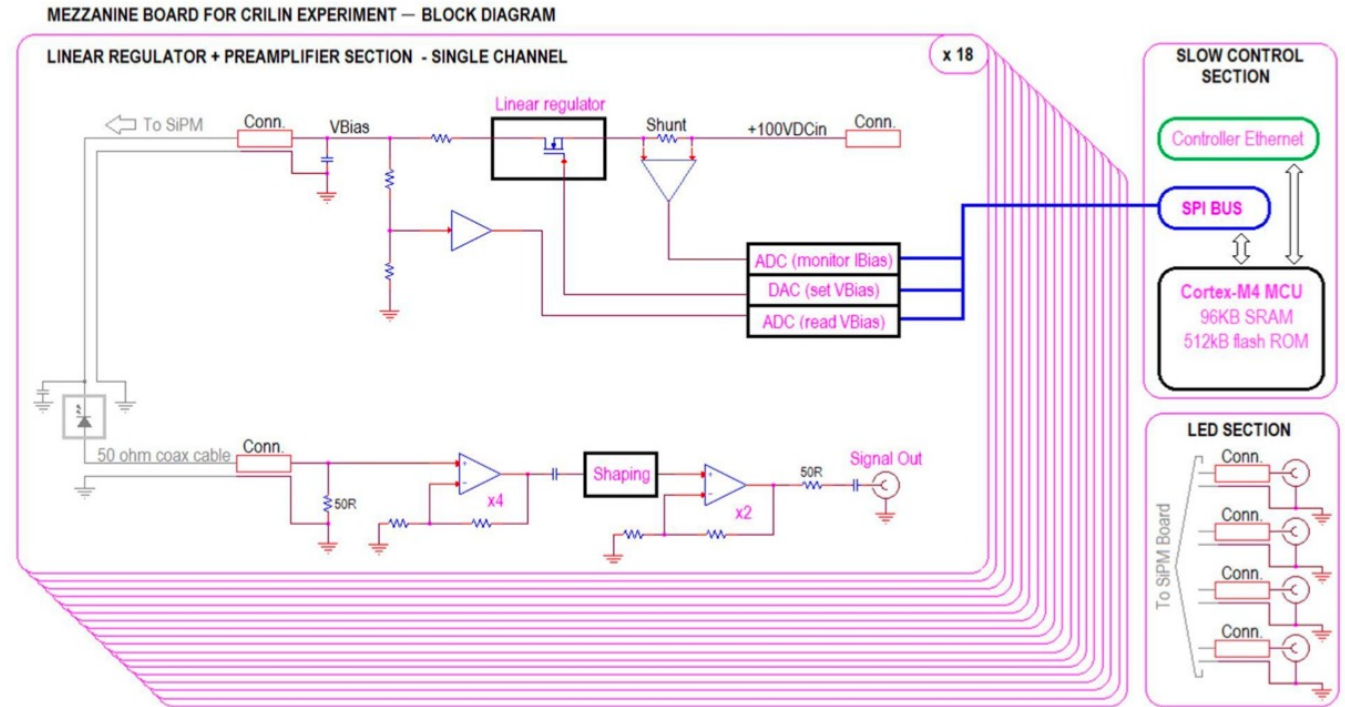 MEZZANINE BOARD FOR CRILIN EXPERIMENT — BLOCK DIAGRAM
LINEAR REGULATOR + PREAMPLIFIER SECTION - SINGLE CHANNEL
x 18
To SiPM
Conn.
VBias
Linear regulator
Shunt
+100VDCin
Conn.
ADC (monitor IBias)
DAC (set VBias)
ADC (read VBias)
50 ohm coax cable
Conn.
50R
+
-
x4
Shaping
+
-
x2
50R
Signal Out
SLOW CONTROL
SECTION
Controller Ethernet
SPI BUS
Cortex-M4 MCU
96KB SRAM
512kB flash ROM
LED SECTION
To SiPM Board
Conn.
Conn.
Conn.
Conn.